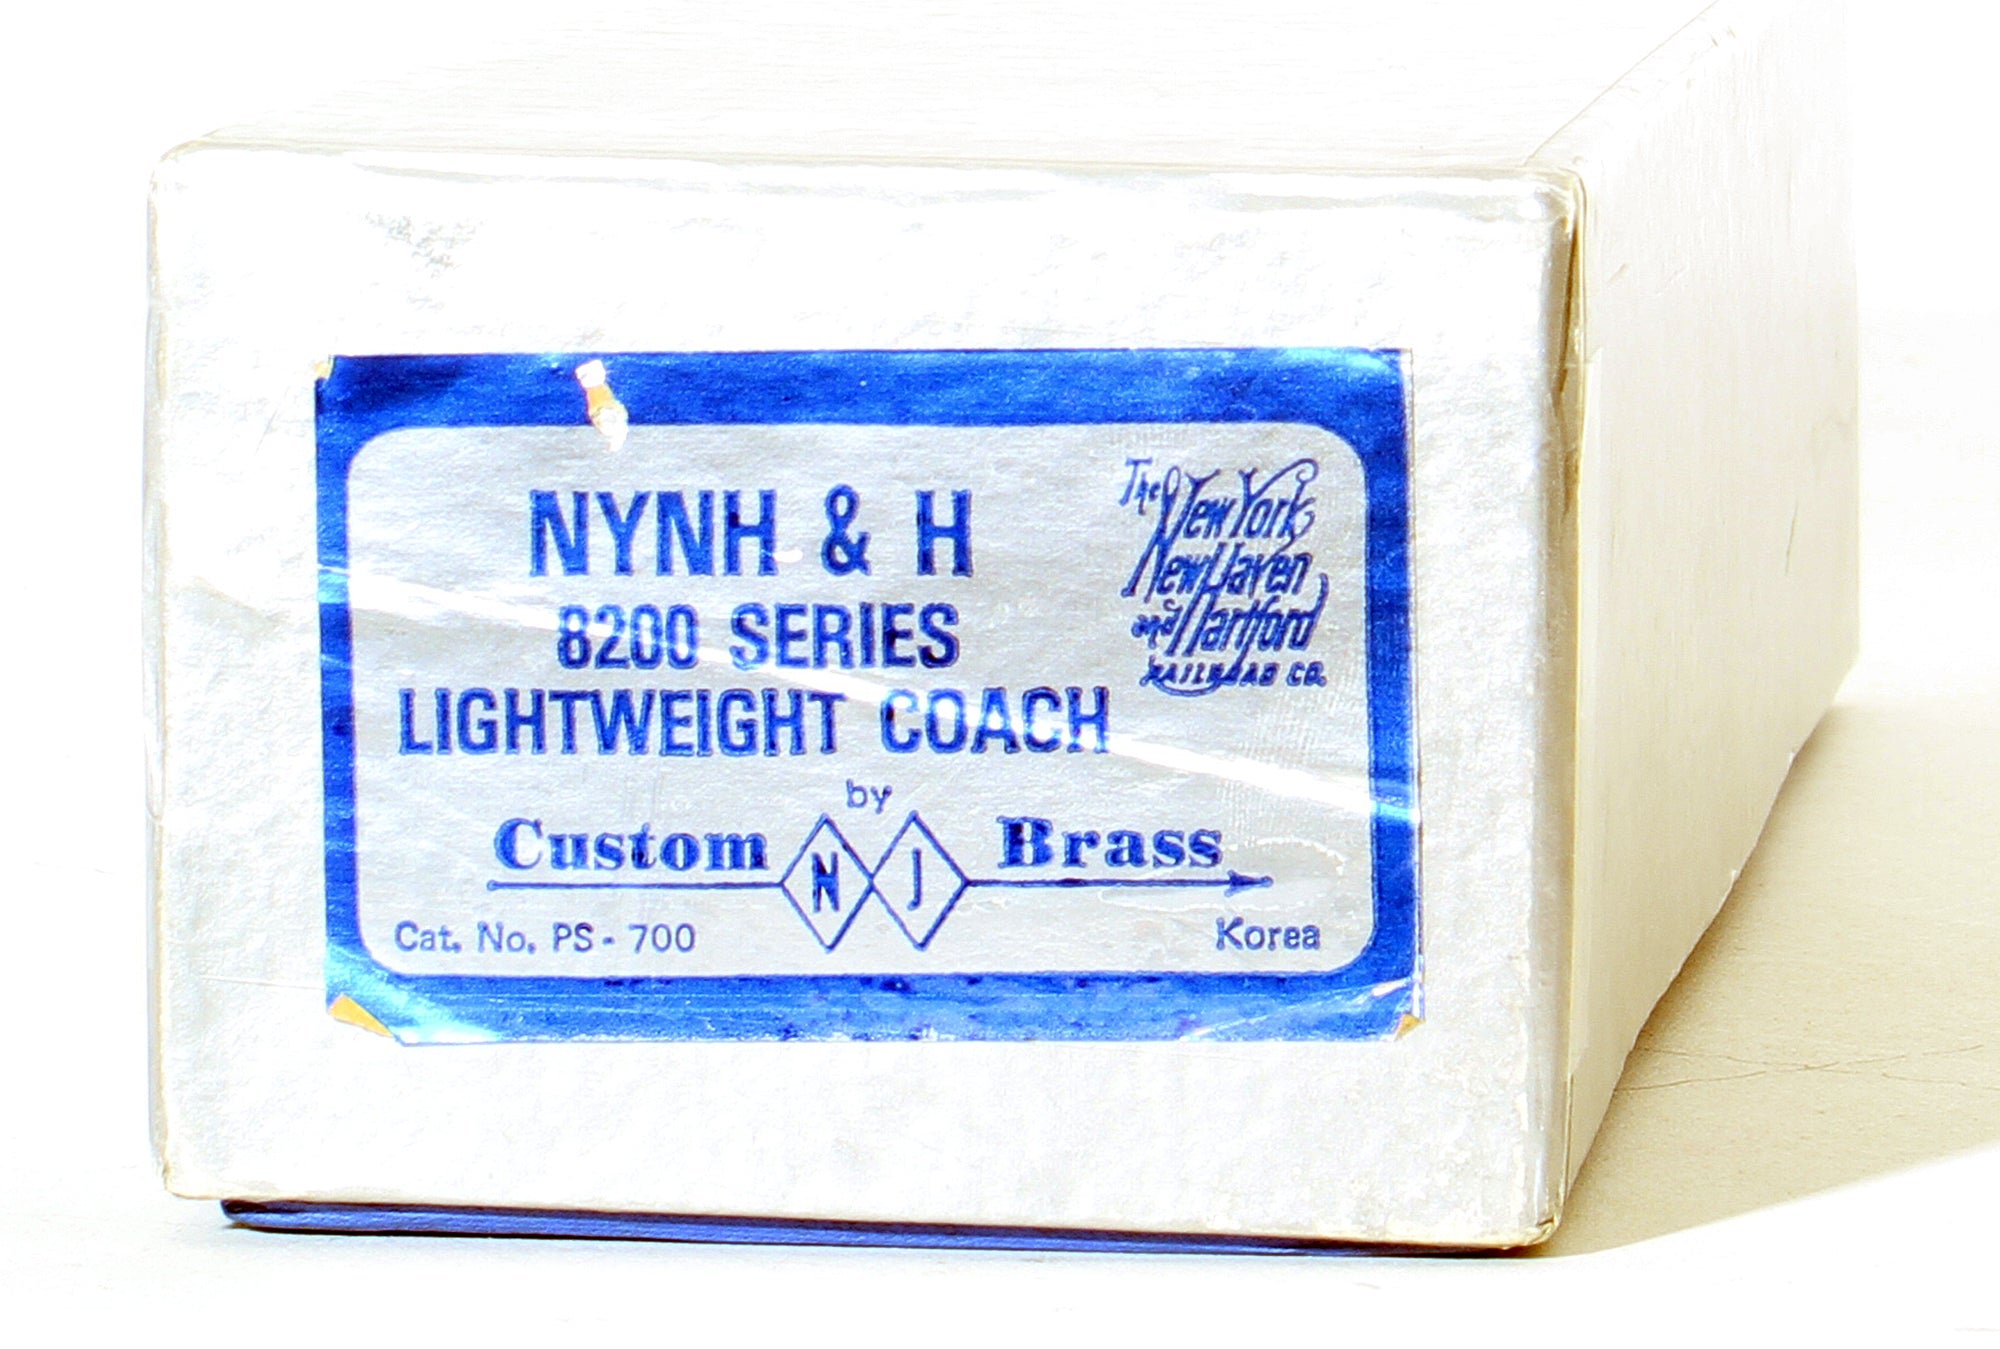 NYNH & H
8200 SERIES
LIGHTWEIGHT COACH
The New York
New Haven
and Hartford
RAILROAD CO.
by
Custom NJ Brass
Cat. No. PS - 700
Korea